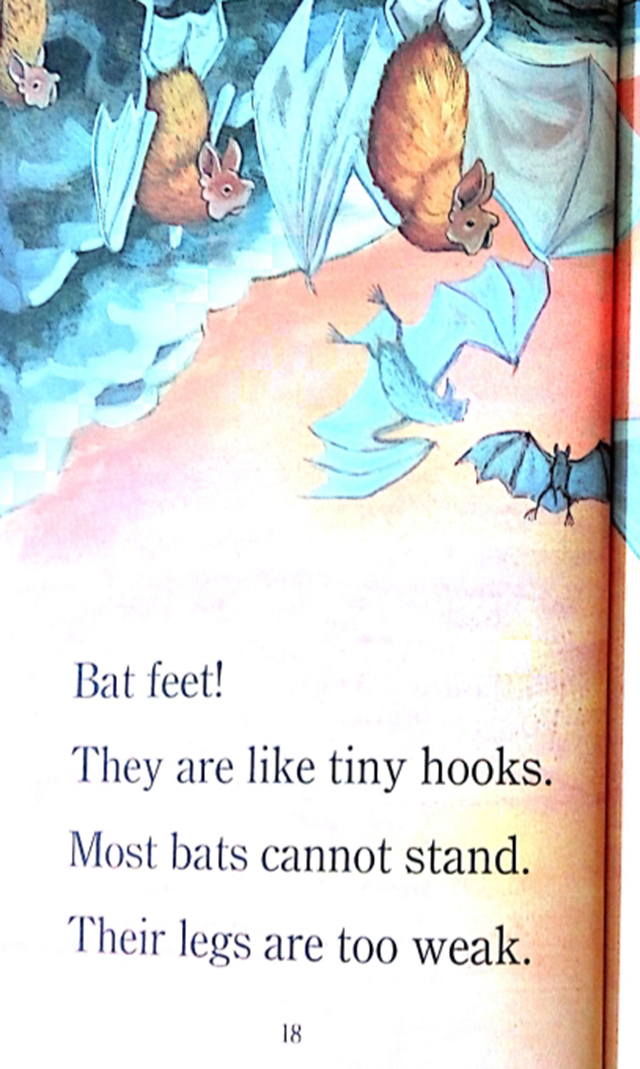 Bat feet!
They are like tiny hooks.
Most bats cannot stand.
Their legs are too weak.
18